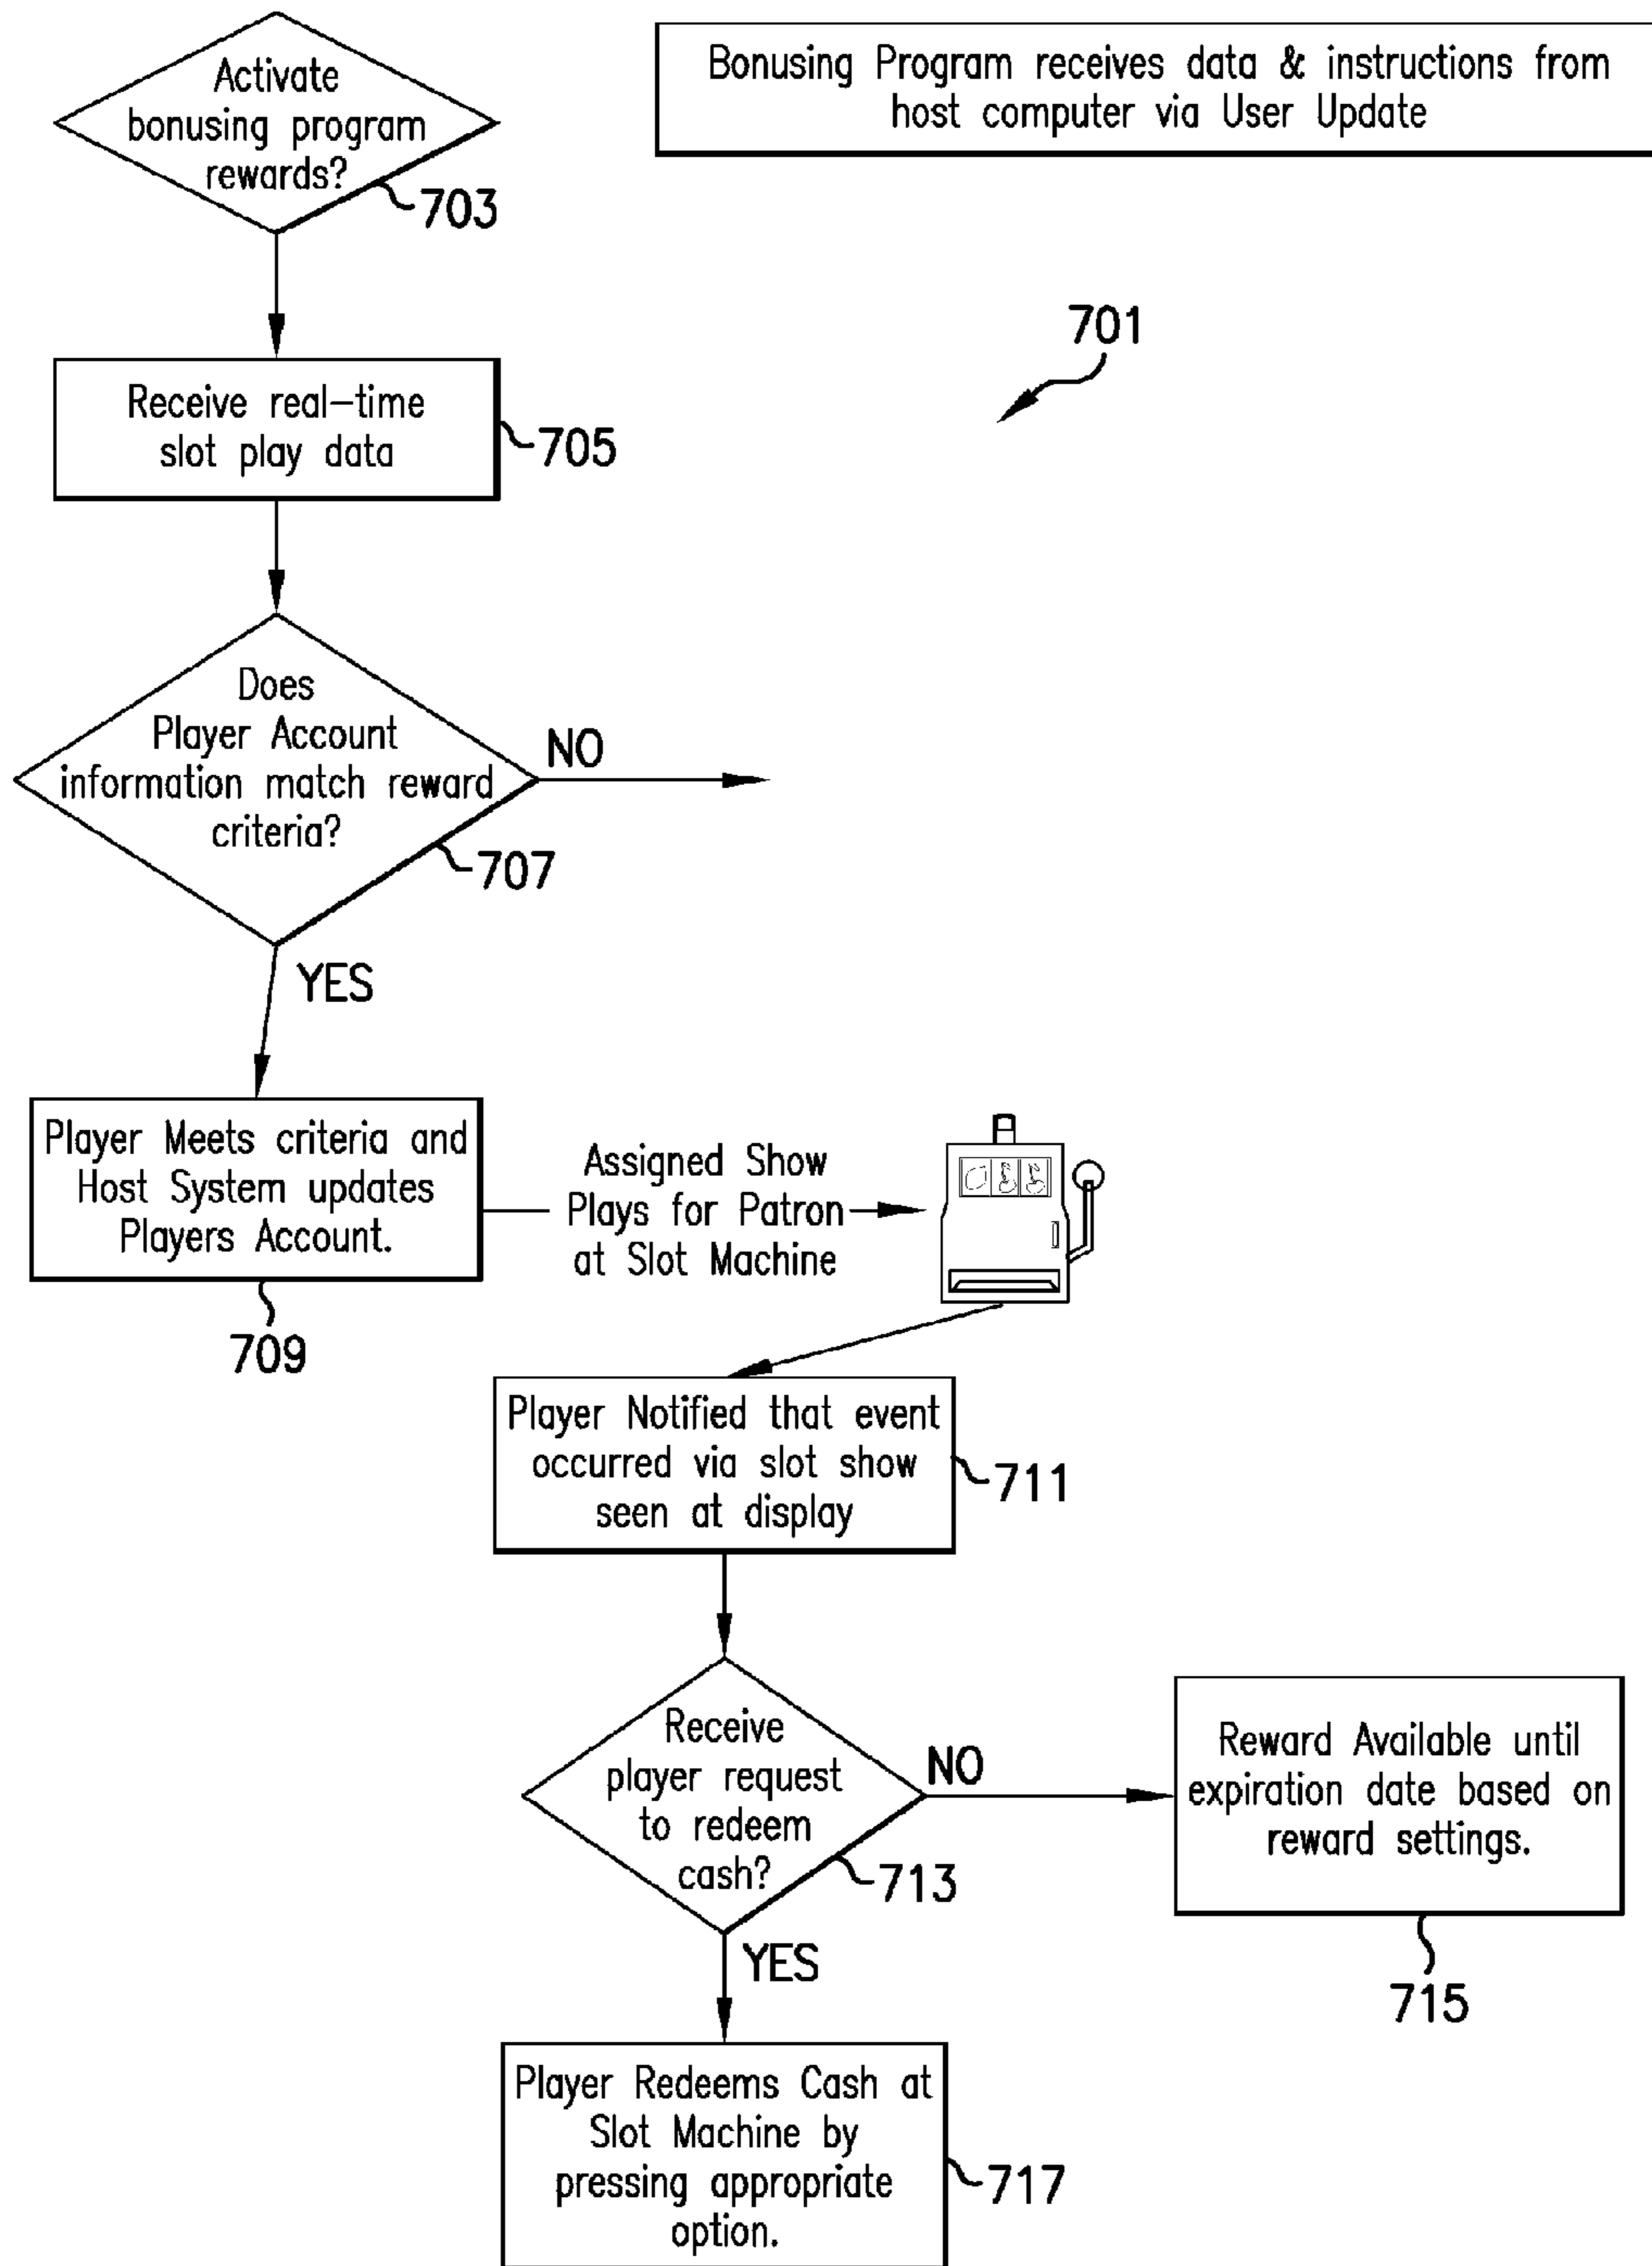 Activate
bonusing program
rewards?
703
Bonusing Program receives data & instructions from
host computer via User Update
701
Receive real-time
slot play data
705
Does
Player Account
information match reward
criteria?
707
NO
YES
Player Meets criteria and
Host System updates
Players Account.
709
Assigned Show
Plays for Patron
at Slot Machine
Player Notified that event
occurred via slot show
seen at display
711
Receive
player request
to redeem
cash?
713
NO
Reward Available until
expiration date based on
reward settings.
715
YES
Player Redeems Cash at
Slot Machine by
pressing appropriate
option.
717